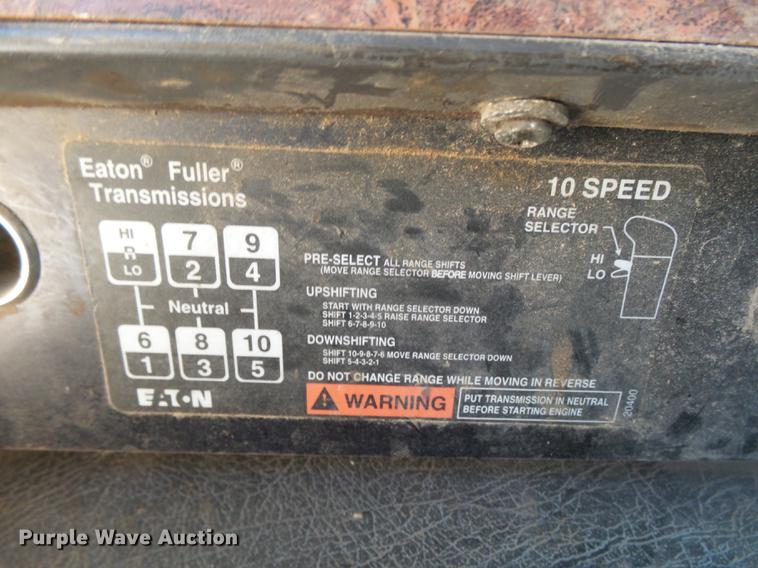 Eaton® Fuller®
Transmissions
10 SPEED
RANGE
SELECTOR
HI
LO
HI 7 9
R
LO 2 4
Neutral
6 8 10
1 3 5
EATON
PRE-SELECT ALL RANGE SHIFTS
(MOVE RANGE SELECTOR BEFORE MOVING SHIFT LEVER)
UPSHIFTING
START WITH RANGE SELECTOR DOWN
SHIFT 1-2-3-4-5 RAISE RANGE SELECTOR
SHIFT 6-7-8-9-10
DOWNSHIFTING
SHIFT 10-9-8-7-6 MOVE RANGE SELECTOR DOWN
SHIFT 5-4-3-2-1
DO NOT CHANGE RANGE WHILE MOVING IN REVERSE
WARNING
PUT TRANSMISSION IN NEUTRAL
BEFORE STARTING ENGINE
20400
Purple Wave Auction